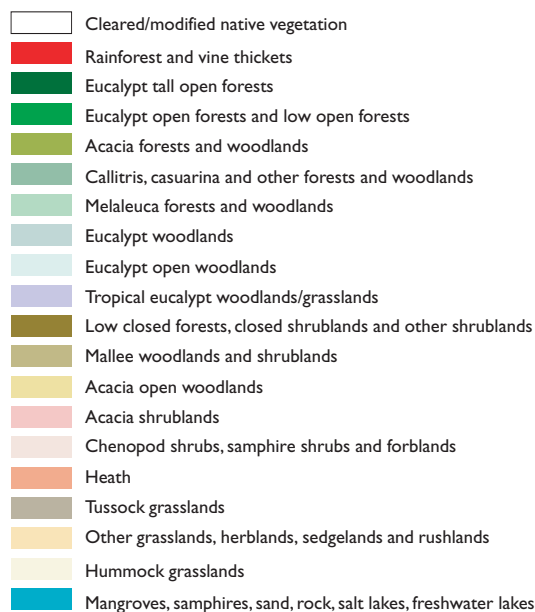 Cleared/modified native vegetation
Rainforest and vine thickets
Eucalypt tall open forests
Eucalypt open forests and low open forests
Acacia forests and woodlands
Callitris, casuarina and other forests and woodlands
Melaleuca forests and woodlands
Eucalypt woodlands
Eucalypt open woodlands
Tropical eucalypt woodlands/grasslands
Low closed forests, closed shrublands and other shrublands
Mallee woodlands and shrublands
Acacia open woodlands
Acacia shrublands
Chenopod shrubs, samphire shrubs and forblands
Heath
Tussock grasslands
Other grasslands, herblands, sedgelands and rushlands
Hummock grasslands
Mangroves, samphires, sand, rock, salt lakes, freshwater lakes